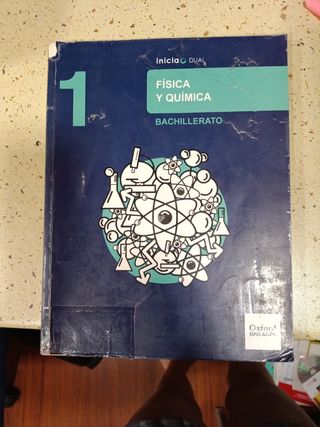 inicia DUAL
1
FÍSICA
Y QUÍMICA
BACHILLERATO
Oxford
EDUCACIÓN